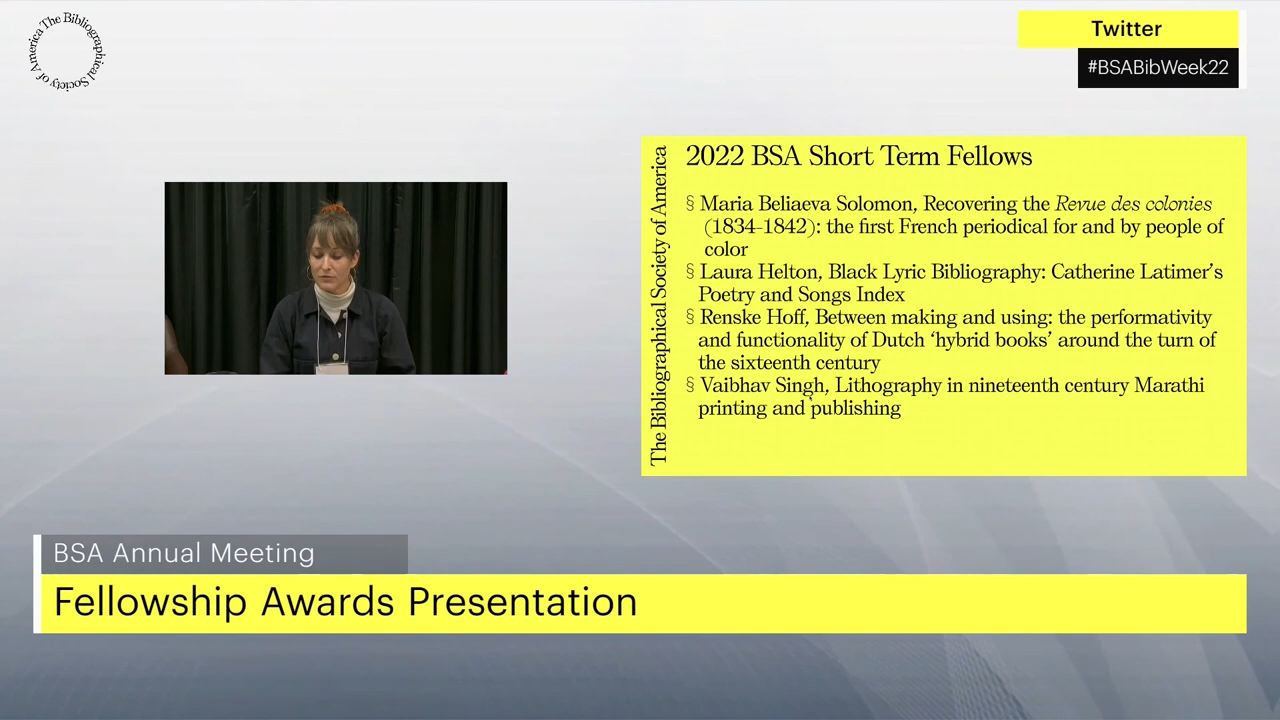 The Bibliographical Society of America
Twitter
#BSABibWeek22
The Bibliographical Society of America
2022 BSA Short Term Fellows
§ Maria Beliaeva Solomon, Recovering the Revue des colonies
(1834-1842): the first French periodical for and by people of
color
§ Laura Helton, Black Lyric Bibliography: Catherine Latimer’s
Poetry and Songs Index
§ Renske Hoff, Between making and using: the performativity
and functionality of Dutch ‘hybrid books’ around the turn of
the sixteenth century
§ Vaibhav Singh, Lithography in nineteenth century Marathi
printing and publishing
BSA Annual Meeting
Fellowship Awards Presentation